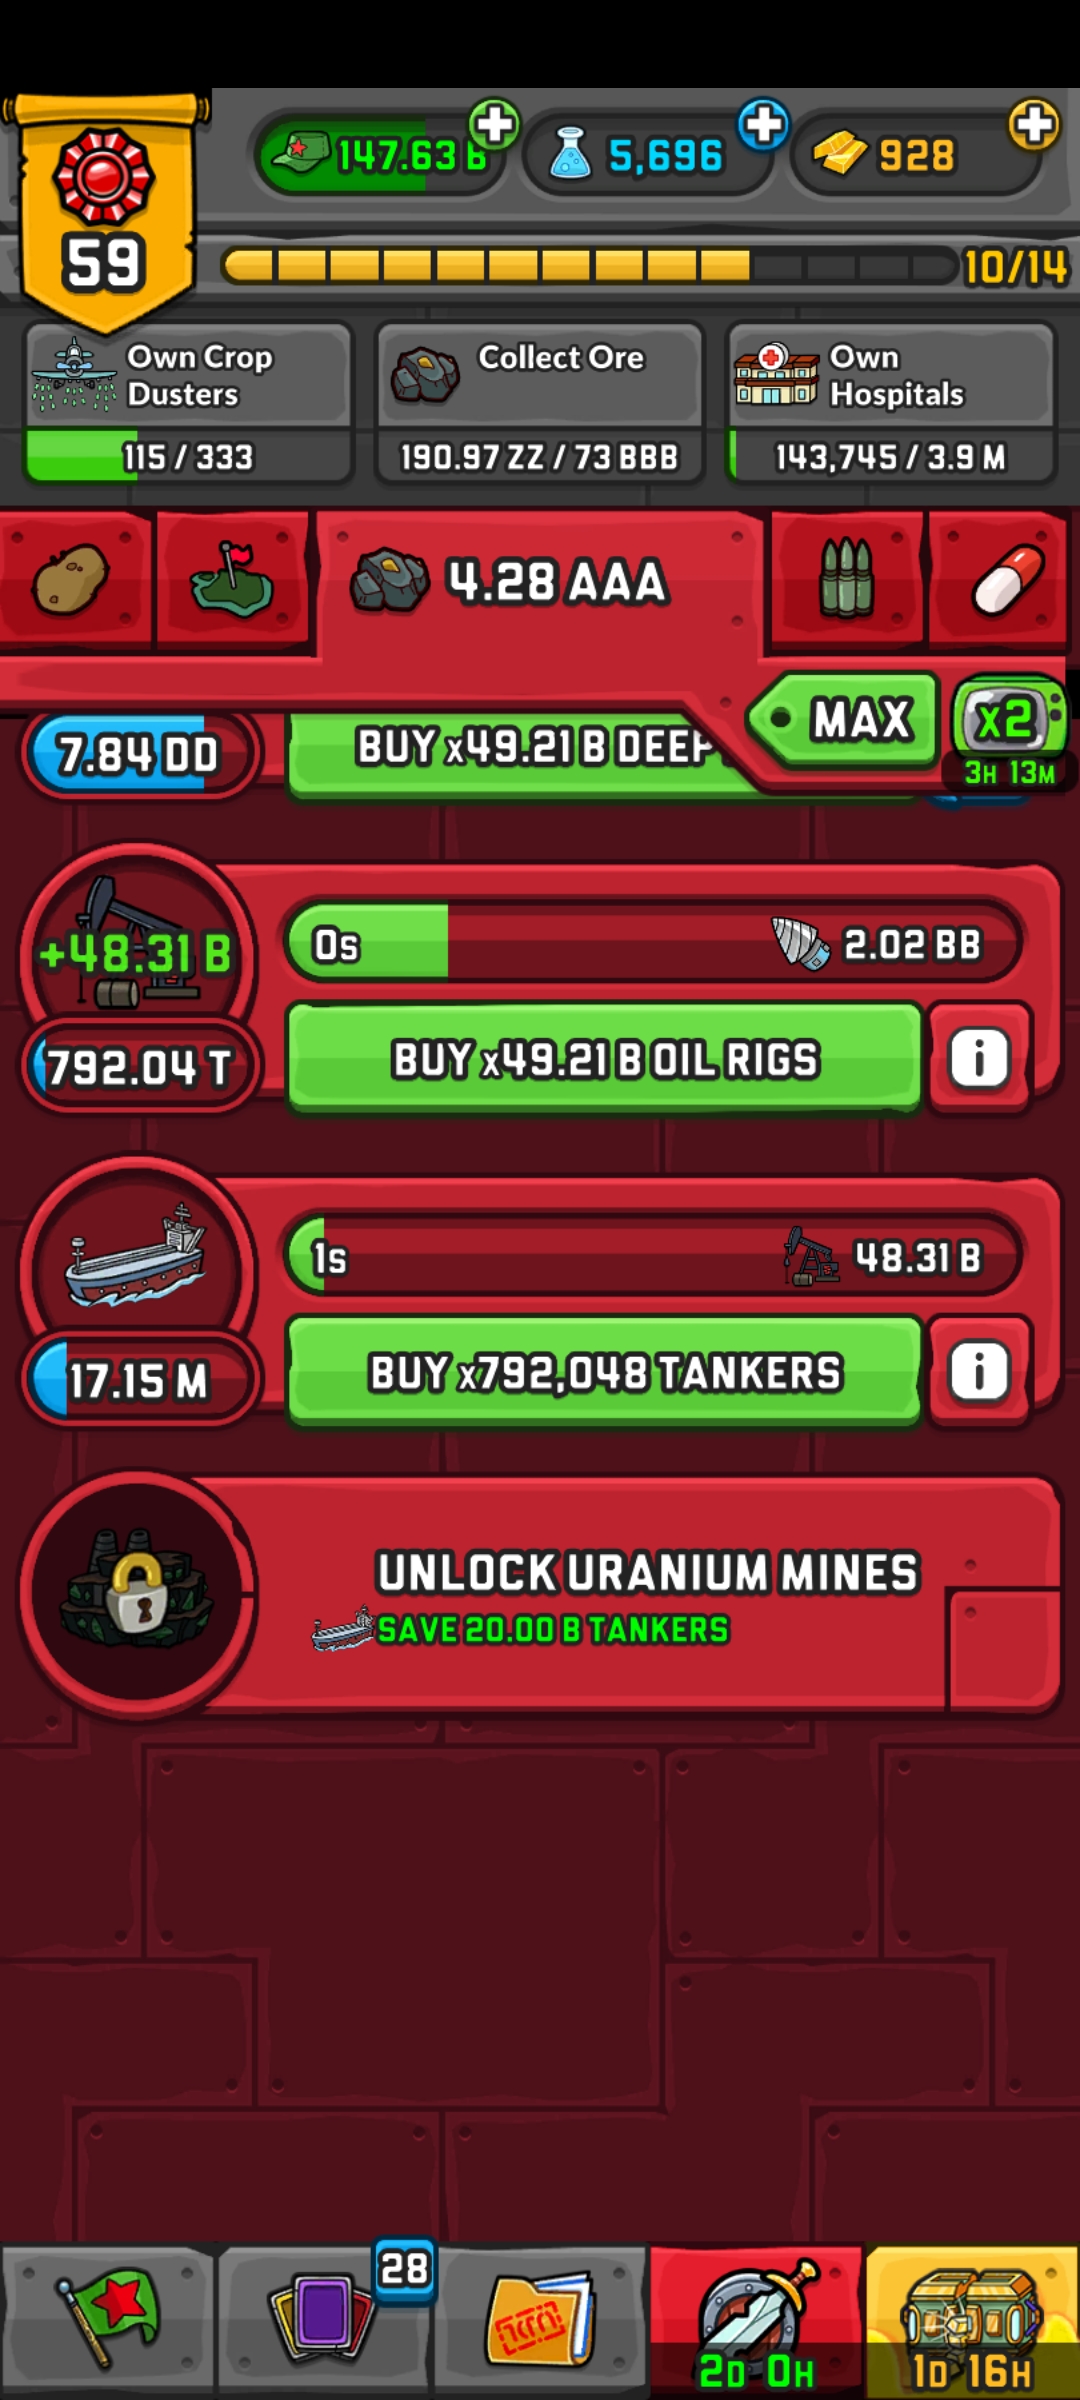 147.63 B
5,696
928
59
10/14
Own Crop
Dusters
115 / 333
Collect Ore
190.97 ZZ / 73 BBB
Own
Hospitals
143,745 / 3.9 M
4.28 AAA
MAX
x2
3H 13M
7.84 DD
BUY x49.21 B DEEP
+48.31 B
0s
2.02 BB
792.04 T
BUY x49.21 B OIL RIGS
i
1s
48.31 B
17.15 M
BUY x792,048 TANKERS
i
UNLOCK URANIUM MINES
SAVE 20.00 B TANKERS
28
2D 0H
1D 16H